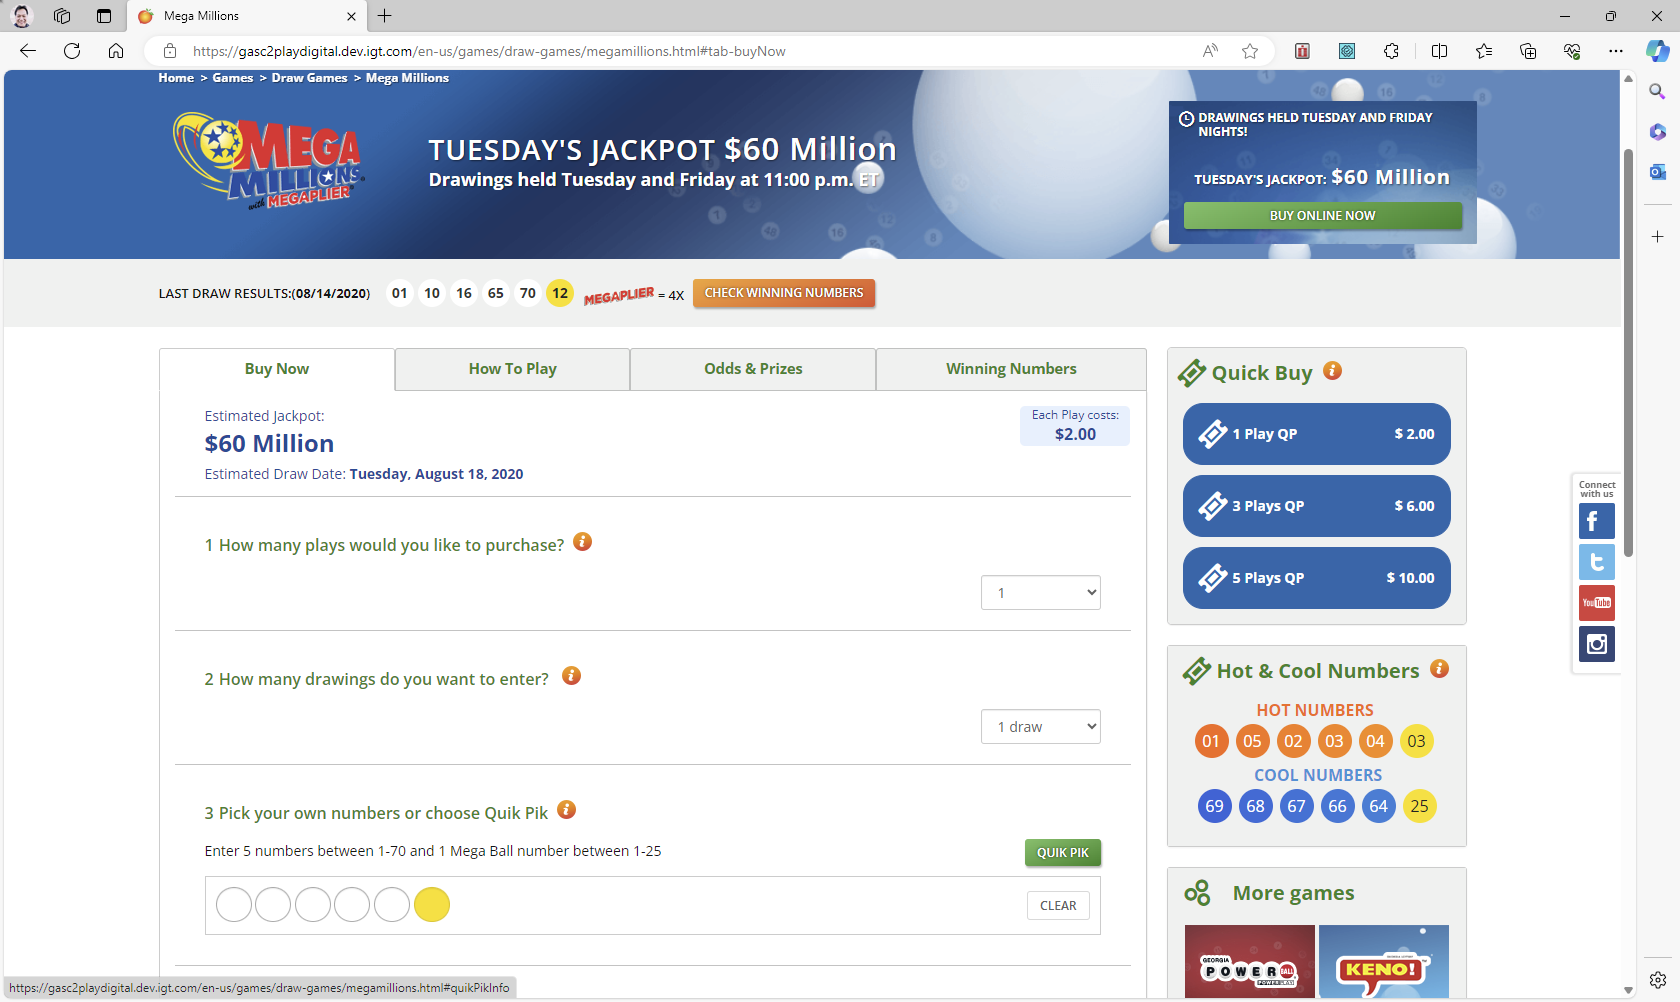 Mega Millions
https://gasc2playdigital.dev.igt.com/en-us/games/draw-games/megamillions.html#tab-buyNow
Home > Games > Draw Games > Mega Millions
MEGA
MILLIONS
with MEGAPLIER
TUESDAY'S JACKPOT $60 Million
Drawings held Tuesday and Friday at 11:00 p.m. ET
DRAWINGS HELD TUESDAY AND FRIDAY
NIGHTS!
TUESDAY'S JACKPOT: $60 Million
BUY ONLINE NOW
LAST DRAW RESULTS:(08/14/2020) 01 10 16 65 70 12 MEGAPLIER = 4X CHECK WINNING NUMBERS
Buy Now How To Play Odds & Prizes Winning Numbers
Estimated Jackpot:
$60 Million
Estimated Draw Date: Tuesday, August 18, 2020
Each Play costs:
$2.00
1 How many plays would you like to purchase?
1
2 How many drawings do you want to enter?
1 draw
3 Pick your own numbers or choose Quik Pik
Enter 5 numbers between 1-70 and 1 Mega Ball number between 1-25
QUIK PIK
CLEAR
Quick Buy
1 Play QP $ 2.00
3 Plays QP $ 6.00
5 Plays QP $ 10.00
Hot & Cool Numbers
HOT NUMBERS
01 05 02 03 04 03
COOL NUMBERS
69 68 67 66 64 25
More games
GEORGIA
POWERBALL
POWERPLAY
KENO!
Connect
with us
YouTube
https://gasc2playdigital.dev.igt.com/en-us/games/draw-games/megamillions.html#quikPikInfo